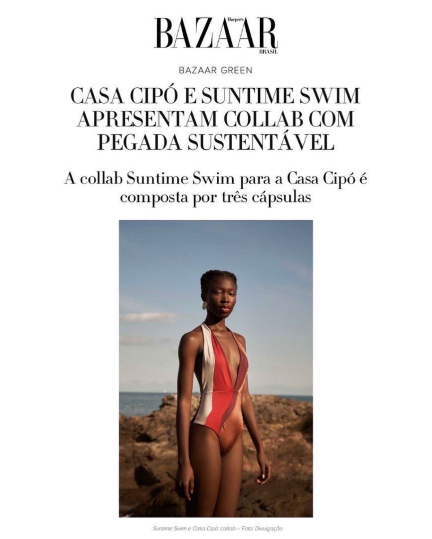 Harper's
BAZAAR
BRASIL
BAZAAR GREEN
CASA CIPÓ E SUNTIME SWIM
APRESENTAM COLLAB COM
PEGADA SUSTENTÁVEL
A collab Suntime Swim para a Casa Cipó é
composta por três cápsulas
Suntime Swim e Casa Cipó collab – Foto: Divulgação